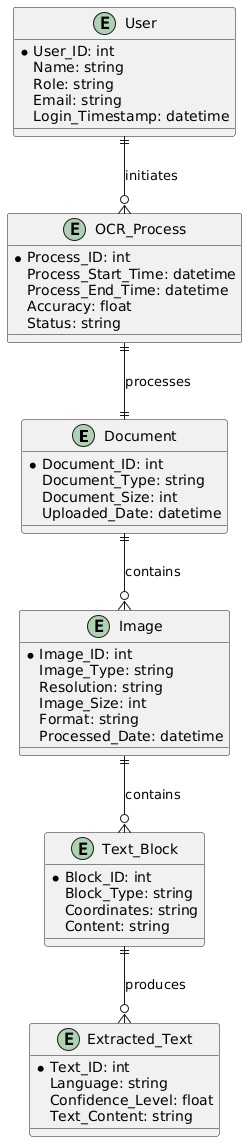 E User
* User_ID: int
Name: string
Role: string
Email: string
Login_Timestamp: datetime
initiates
E OCR_Process
* Process_ID: int
Process_Start_Time: datetime
Process_End_Time: datetime
Accuracy: float
Status: string
processes
E Document
* Document_ID: int
Document_Type: string
Document_Size: int
Uploaded_Date: datetime
contains
E Image
* Image_ID: int
Image_Type: string
Resolution: string
Image_Size: int
Format: string
Processed_Date: datetime
contains
E Text_Block
* Block_ID: int
Block_Type: string
Coordinates: string
Content: string
produces
E Extracted_Text
* Text_ID: int
Language: string
Confidence_Level: float
Text_Content: string